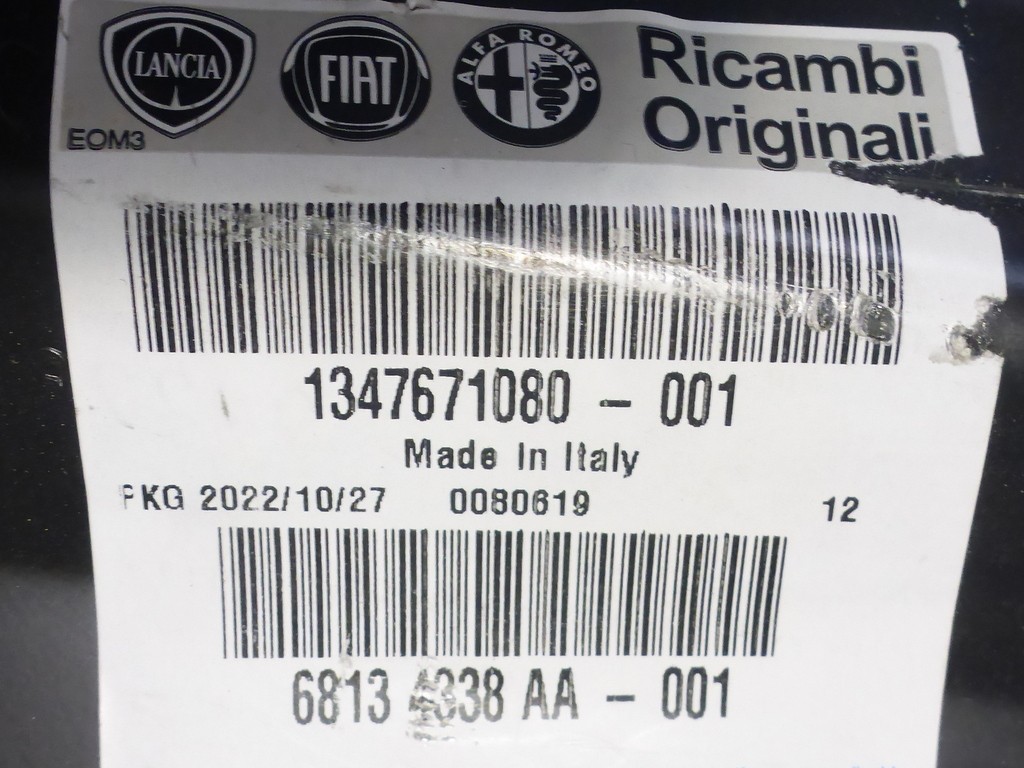 LANCIA FIAT ALFA ROMEO Ricambi
Originali
EOM3
1347671080 - 001
Made In Italy
PKG 2022/10/27 0080619 12
6813 4338 AA - 001